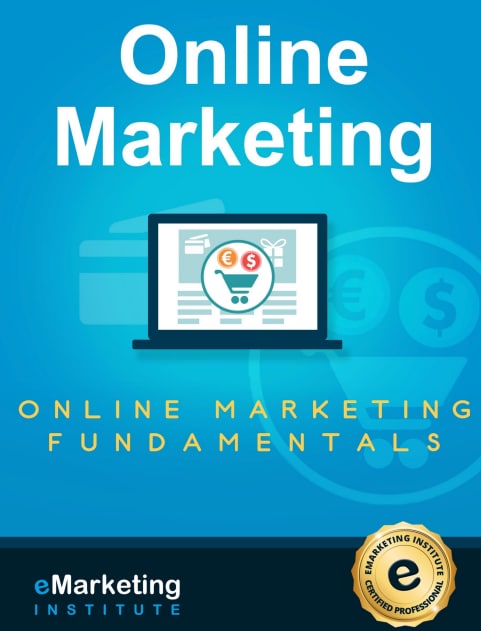 Online
Marketing
€ $
€ $
ONLINE MARKETING
FUNDAMENTALS
eMarketing
INSTITUTE
EMARKETING INSTITUTE
e
CERTIFIED PROFESSIONAL